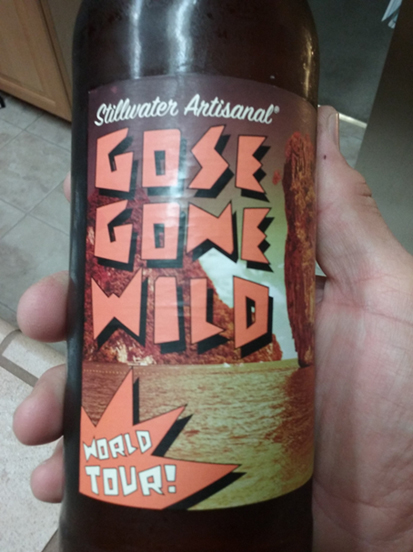 Stillwater Artisanal®
GOSE
GONE
WILD
WORLD
TOUR!